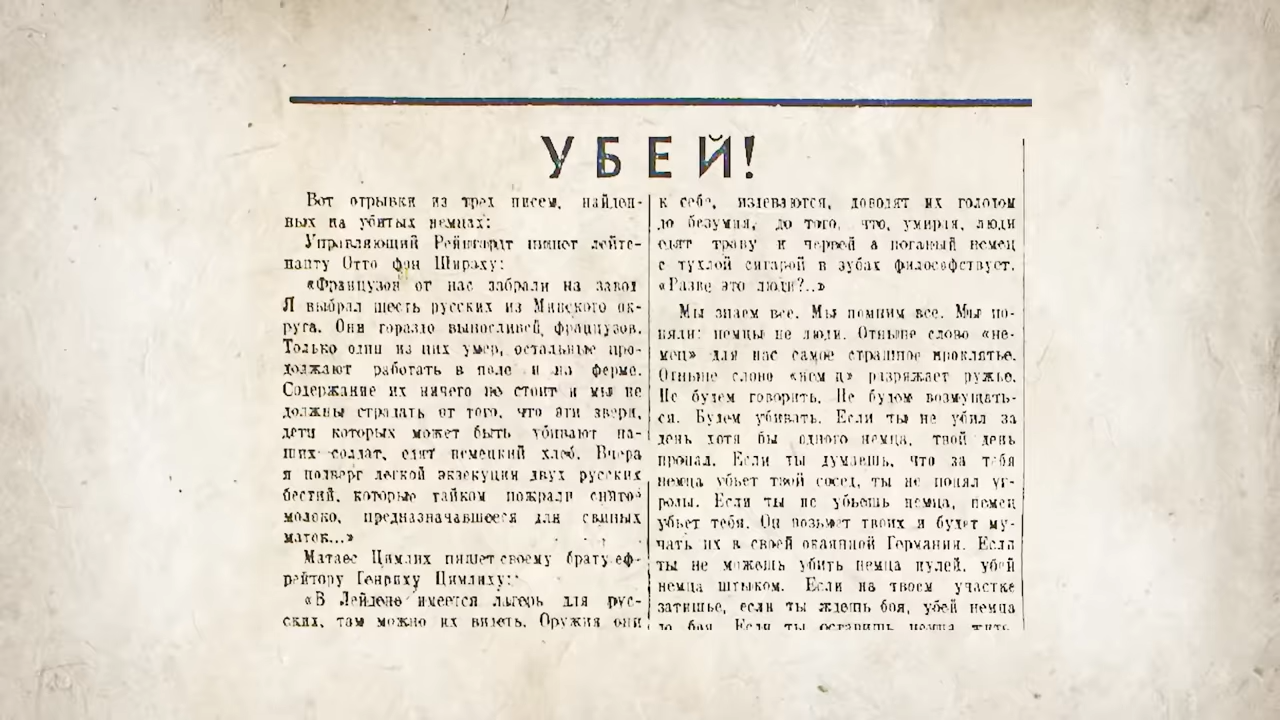 УБЕЙ!
Вот отрывки из трех писем, найден-
ных на убитых немцах:
Управляющий Рейнгардт пишет лейте-
нанту Отто фон Шираху:
«Французов от нас забрали на завод
Я выбрал шесть русских из Минского ок-
руга. Они гораздо выносливей французов.
Только один из них умер, остальные про-
должают работать в поле и на ферме.
Содержание их ничего не стоит и мы не
должны страдать от того, что эти звери,
дети которых может быть убивают на-
ших солдат, едят немецкий хлеб. Вчера
я подверг легкой экзекуции двух русских
бестий, которые тайком пожрали снятое
молоко, предназначавшееся для свиных
маток...»
Матаес Цимлих пишет своему брату еф-
рейтору Генриху Цимлиху:
«В Лейдене имеется лагерь для рус-
ских, там можно их видеть. Оружия они
к себе, издеваются, доводят их голодом
до безумия, до того, что, умирая, люди
едят траву и червей а поганый немец
с тухлой сигарой в зубах философствует.
«Разве это люди?..»
Мы знаем все. Мы помним все. Мы по-
няли: немцы не люди. Отныне слово «не-
мец» для нас самое страшное проклятье.
Отныне слово «немец» разряжает ружье.
Не будем говорить. Не будем возмущать-
ся. Будем убивать. Если ты не убил за
день хотя бы одного немца, твой день
пропал. Если ты думаешь, что за тебя
немца убьет твой сосед, ты не понял уг-
розы. Если ты не убьешь немца, немец
убьет тебя. Он возьмет твоих и будет му-
чать их в своей окаянной Германии. Если
ты не можешь убить немца пулей, убей
немца штыком. Если на твоем участке
затишье, если ты ждешь боя, убей немца
до боя. Если ты оставишь немца жить,